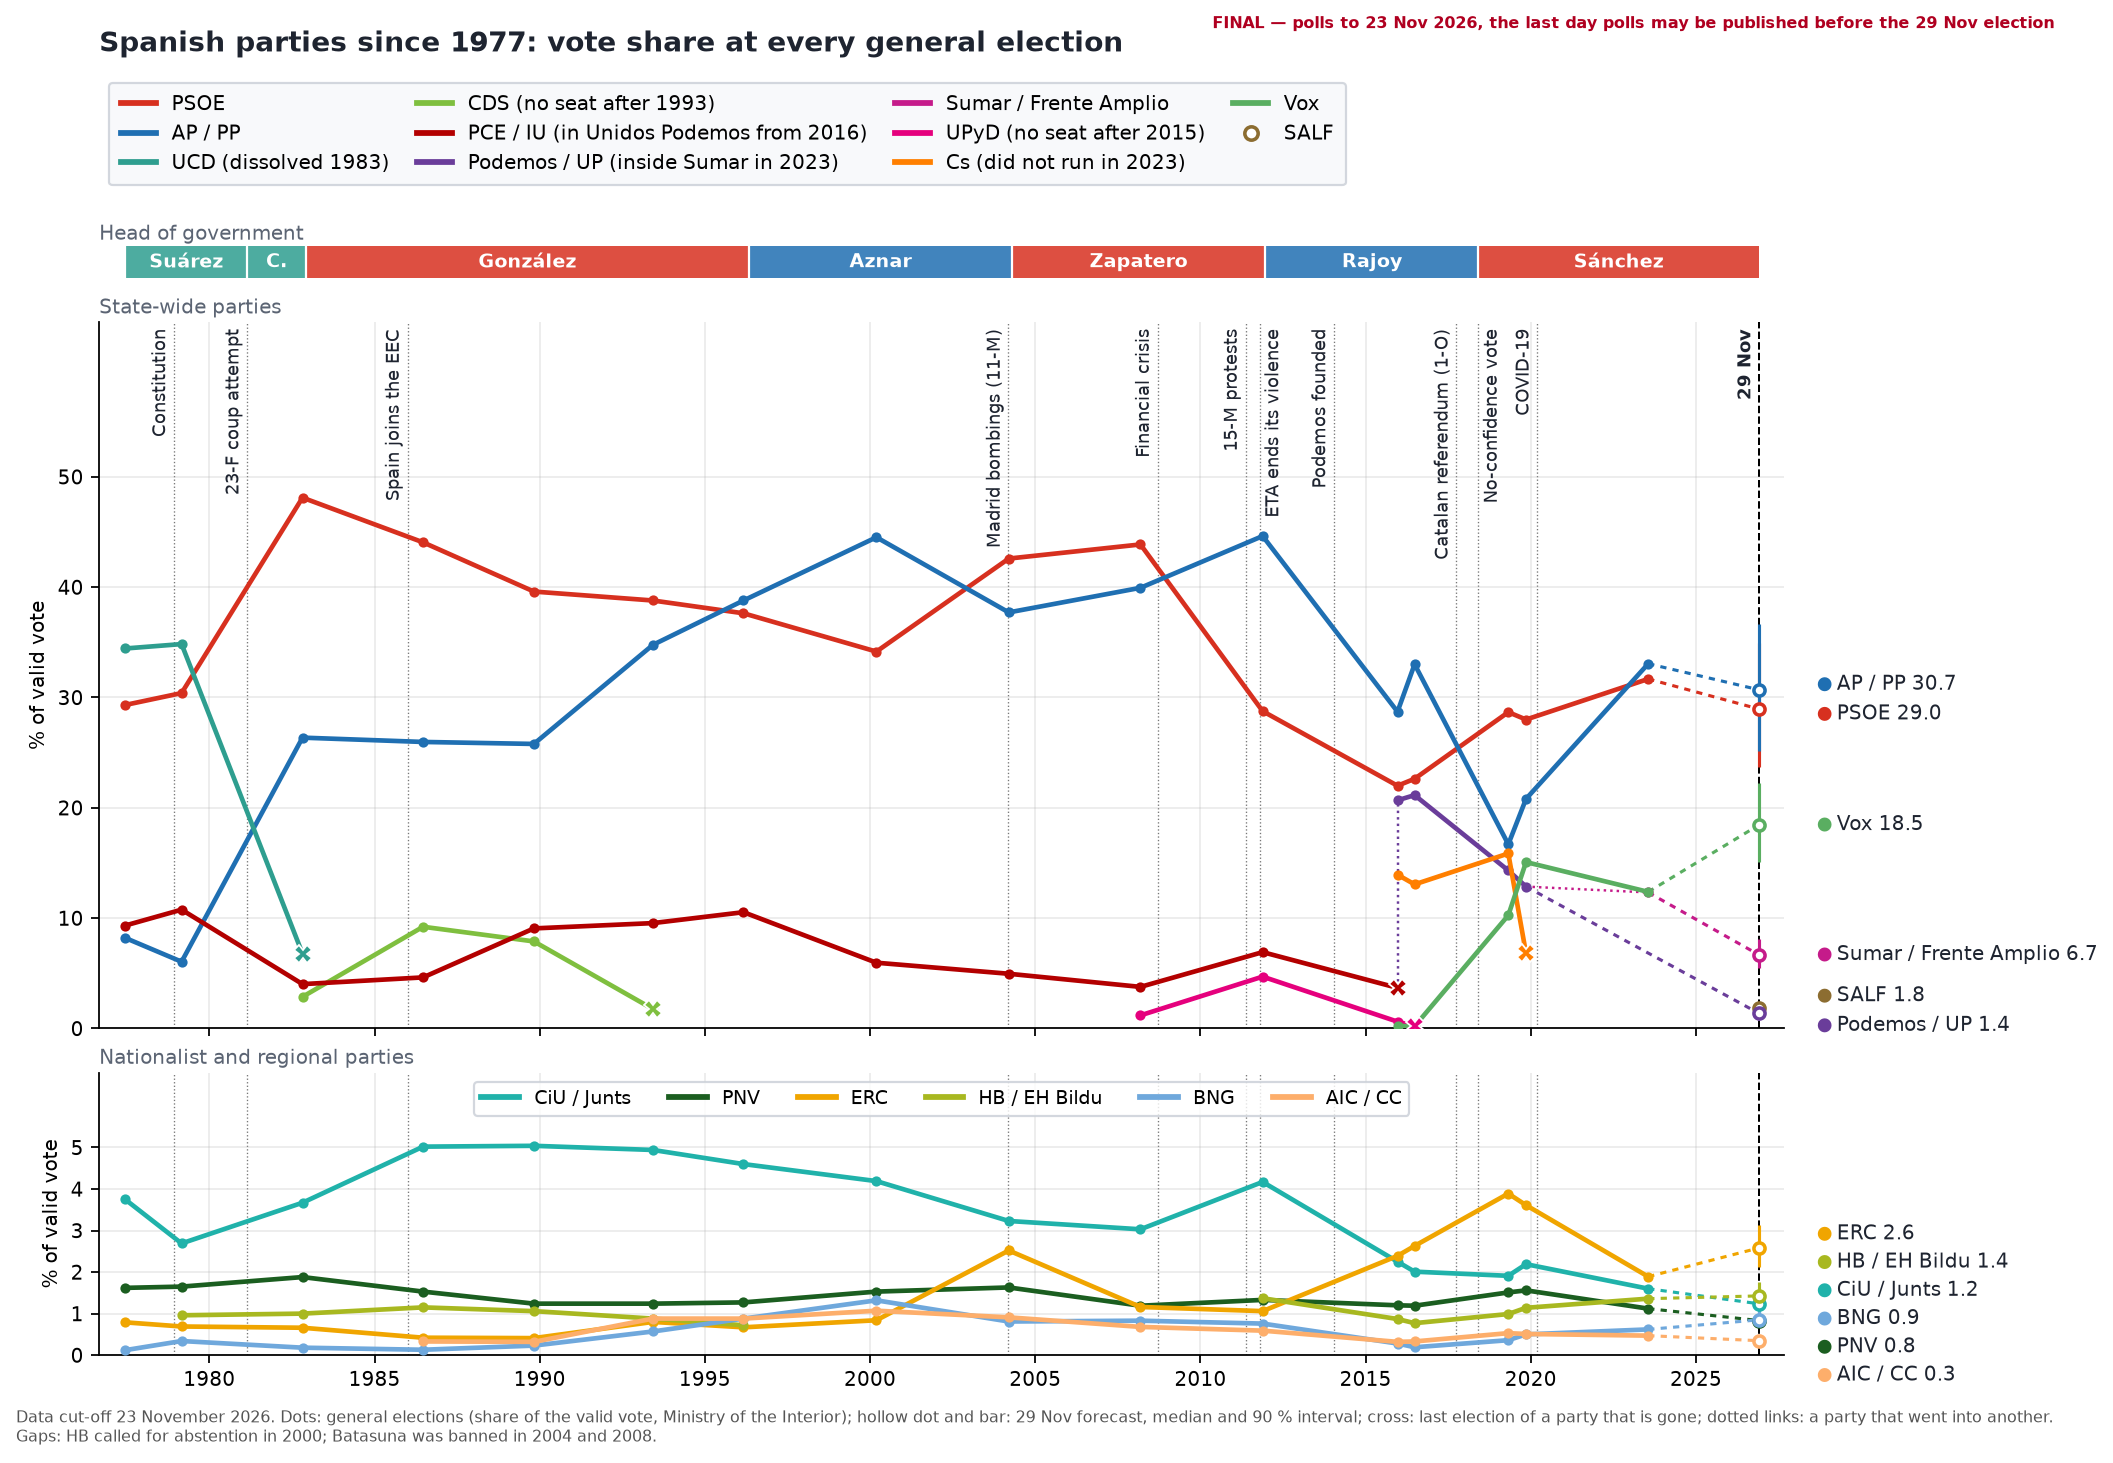 FINAL — polls to 23 Nov 2026, the last day polls may be published before the 29 Nov election
Spanish parties since 1977: vote share at every general election
PSOE
AP / PP
UCD (dissolved 1983)
CDS (no seat after 1993)
PCE / IU (in Unidos Podemos from 2016)
Podemos / UP (inside Sumar in 2023)
Sumar / Frente Amplio
UPyD (no seat after 2015)
Cs (did not run in 2023)
Vox
SALF
Head of government
Suárez
C.
González
Aznar
Zapatero
Rajoy
Sánchez
State-wide parties
Constitution
23-F coup attempt
Spain joins the EEC
Madrid bombings (11-M)
Financial crisis
15-M protests
ETA ends its violence
Podemos founded
Catalan referendum (1-O)
No-confidence vote
COVID-19
29 Nov
% of valid vote
50
40
30
20
10
0
AP / PP 30.7
PSOE 29.0
Vox 18.5
Sumar / Frente Amplio 6.7
SALF 1.8
Podemos / UP 1.4
Nationalist and regional parties
CiU / Junts
PNV
ERC
HB / EH Bildu
BNG
AIC / CC
% of valid vote
5
4
3
2
1
0
ERC 2.6
HB / EH Bildu 1.4
CiU / Junts 1.2
BNG 0.9
PNV 0.8
AIC / CC 0.3
1980
1985
1990
1995
2000
2005
2010
2015
2020
2025
Data cut-off 23 November 2026. Dots: general elections (share of the valid vote, Ministry of the Interior); hollow dot and bar: 29 Nov forecast, median and 90 % interval; cross: last election of a party that is gone; dotted links: a party that went into another.
Gaps: HB called for abstention in 2000; Batasuna was banned in 2004 and 2008.